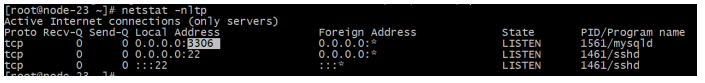 [root@node-23 ~]# netstat -nltp
Active Internet connections (only servers)
Proto Recv-Q Send-Q Local Address Foreign Address State PID/Program name
tcp 0 0 0.0.0.0:3306 0.0.0.0:* LISTEN 1561/mysqld
tcp 0 0 0.0.0.0:22 0.0.0.0:* LISTEN 1461/sshd
tcp 0 0 :::22 :::* LISTEN 1461/sshd
[root@node-23 ~]#